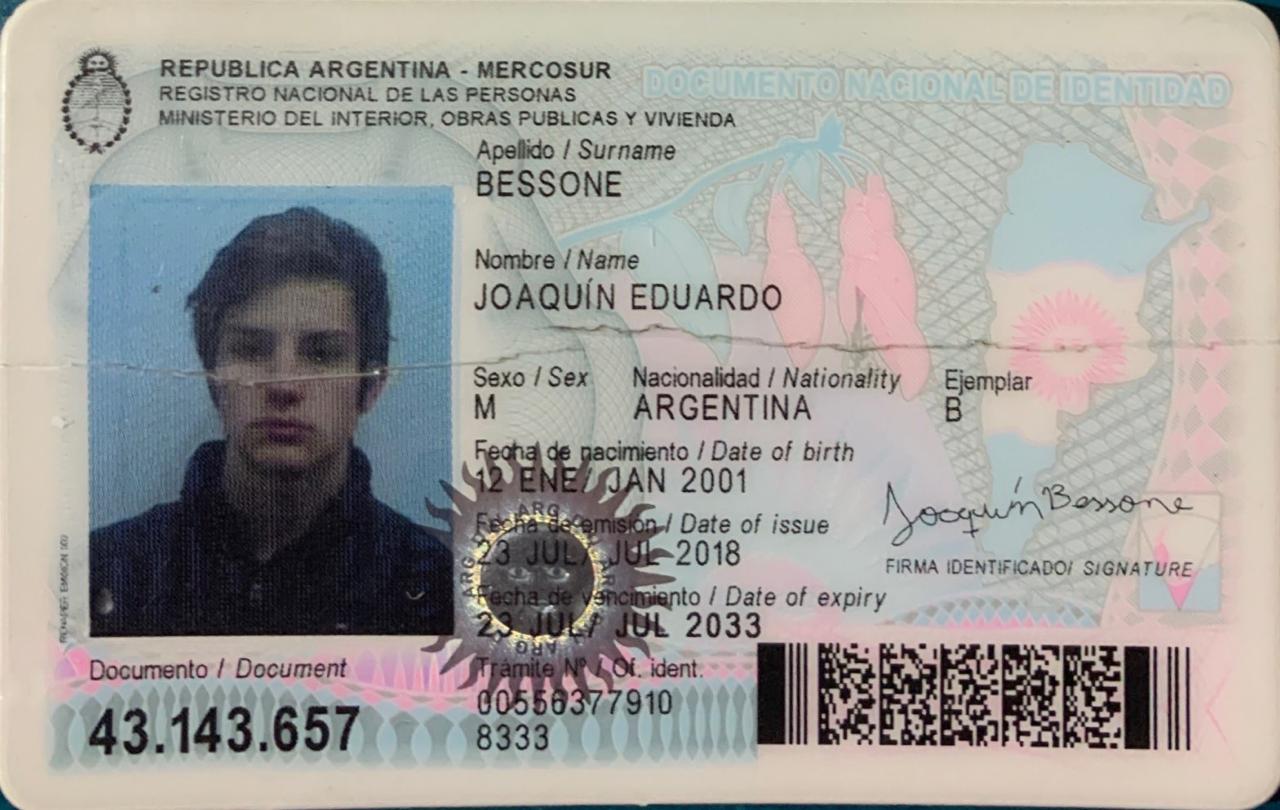 REPUBLICA ARGENTINA - MERCOSUR
REGISTRO NACIONAL DE LAS PERSONAS
MINISTERIO DEL INTERIOR, OBRAS PUBLICAS Y VIVIENDA
DOCUMENTO NACIONAL DE IDENTIDAD
Apellido / Surname
BESSONE
Nombre / Name
JOAQUÍN EDUARDO
Sexo / Sex Nacionalidad / Nationality Ejemplar
M ARGENTINA B
Fecha de nacimiento / Date of birth
12 ENE/ JAN 2001
Fecha de emisión / Date of issue
23 JUL/ JUL 2018
Joaquín Bessone
FIRMA IDENTIFICADO/ SIGNATURE
Fecha de vencimiento / Date of expiry
23 JUL/ JUL 2033
Documento / Document
43.143.657
Trámite Nº / Of. ident.
00556377910
8333